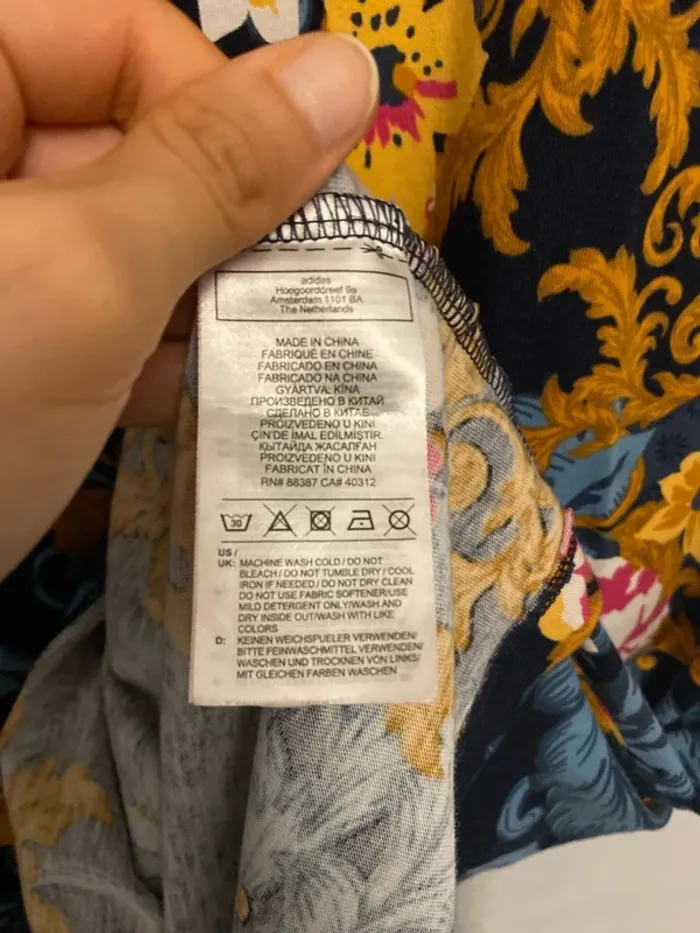 adidas
Hoogoorddreef 9a
Amsterdam 1101 BA
The Netherlands
MADE IN CHINA
FABRIQUÉ EN CHINE
FABRICADO EN CHINA
FABRICADO NA CHINA
GYÁRTVA: KÍNA
ПРОИЗВЕДЕНО В КИТАЙ
СДЕЛАНО В КИТАЕ
PROIZVEDENO U KINI
ÇİN'DE İMAL EDİLMİŞTİR.
ҚЫТАЙДА ЖАСАЛҒАН
PROIZVEDENO U KINI
FABRICAT ÎN CHINA
RN# 88387 CA# 40312
30
US /
UK: MACHINE WASH COLD / DO NOT
BLEACH / DO NOT TUMBLE DRY / COOL
IRON IF NEEDED / DO NOT DRY CLEAN
DO NOT USE FABRIC SOFTENER/USE
MILD DETERGENT ONLY/WASH AND
DRY INSIDE OUT/WASH WITH LIKE
COLORS
D: KEINEN WEICHSPUELER VERWENDEN/
BITTE FEINWASCHMITTEL VERWENDEN/
WASCHEN UND TROCKNEN VON LINKS/
MIT GLEICHEN FARBEN WASCHEN